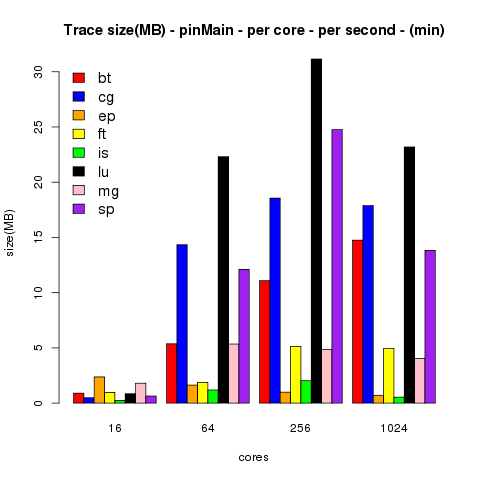 Trace size(MB) - pinMain - per core - per second - (min)
size(MB)
30
25
20
15
10
5
0
bt
cg
ep
ft
is
lu
mg
sp
16 64 256 1024
cores